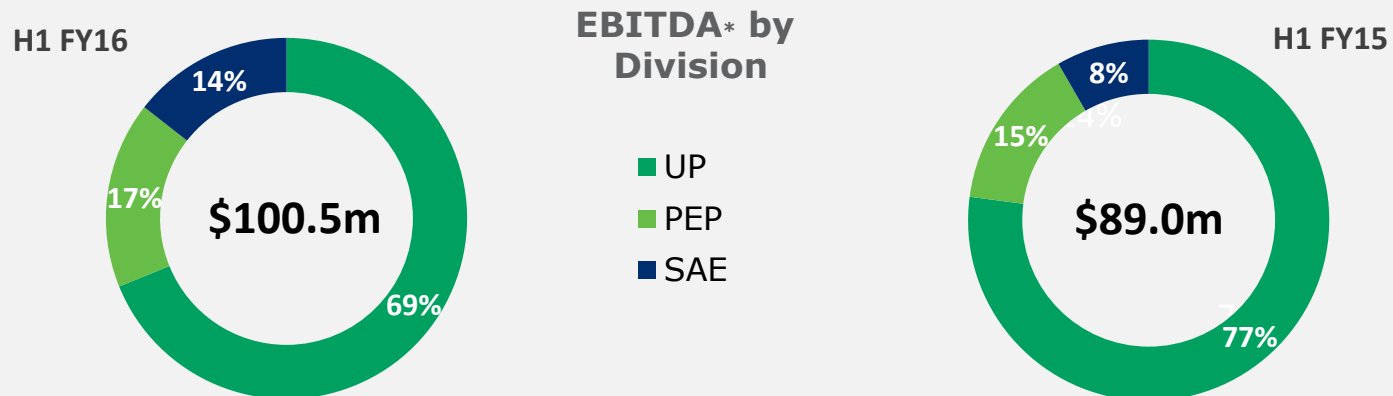 H1 FY16
EBITDA* by
Division
H1 FY15
14%
17%
69%
$100.5m
UP
PEP
SAE
8%
15%
77%
$89.0m